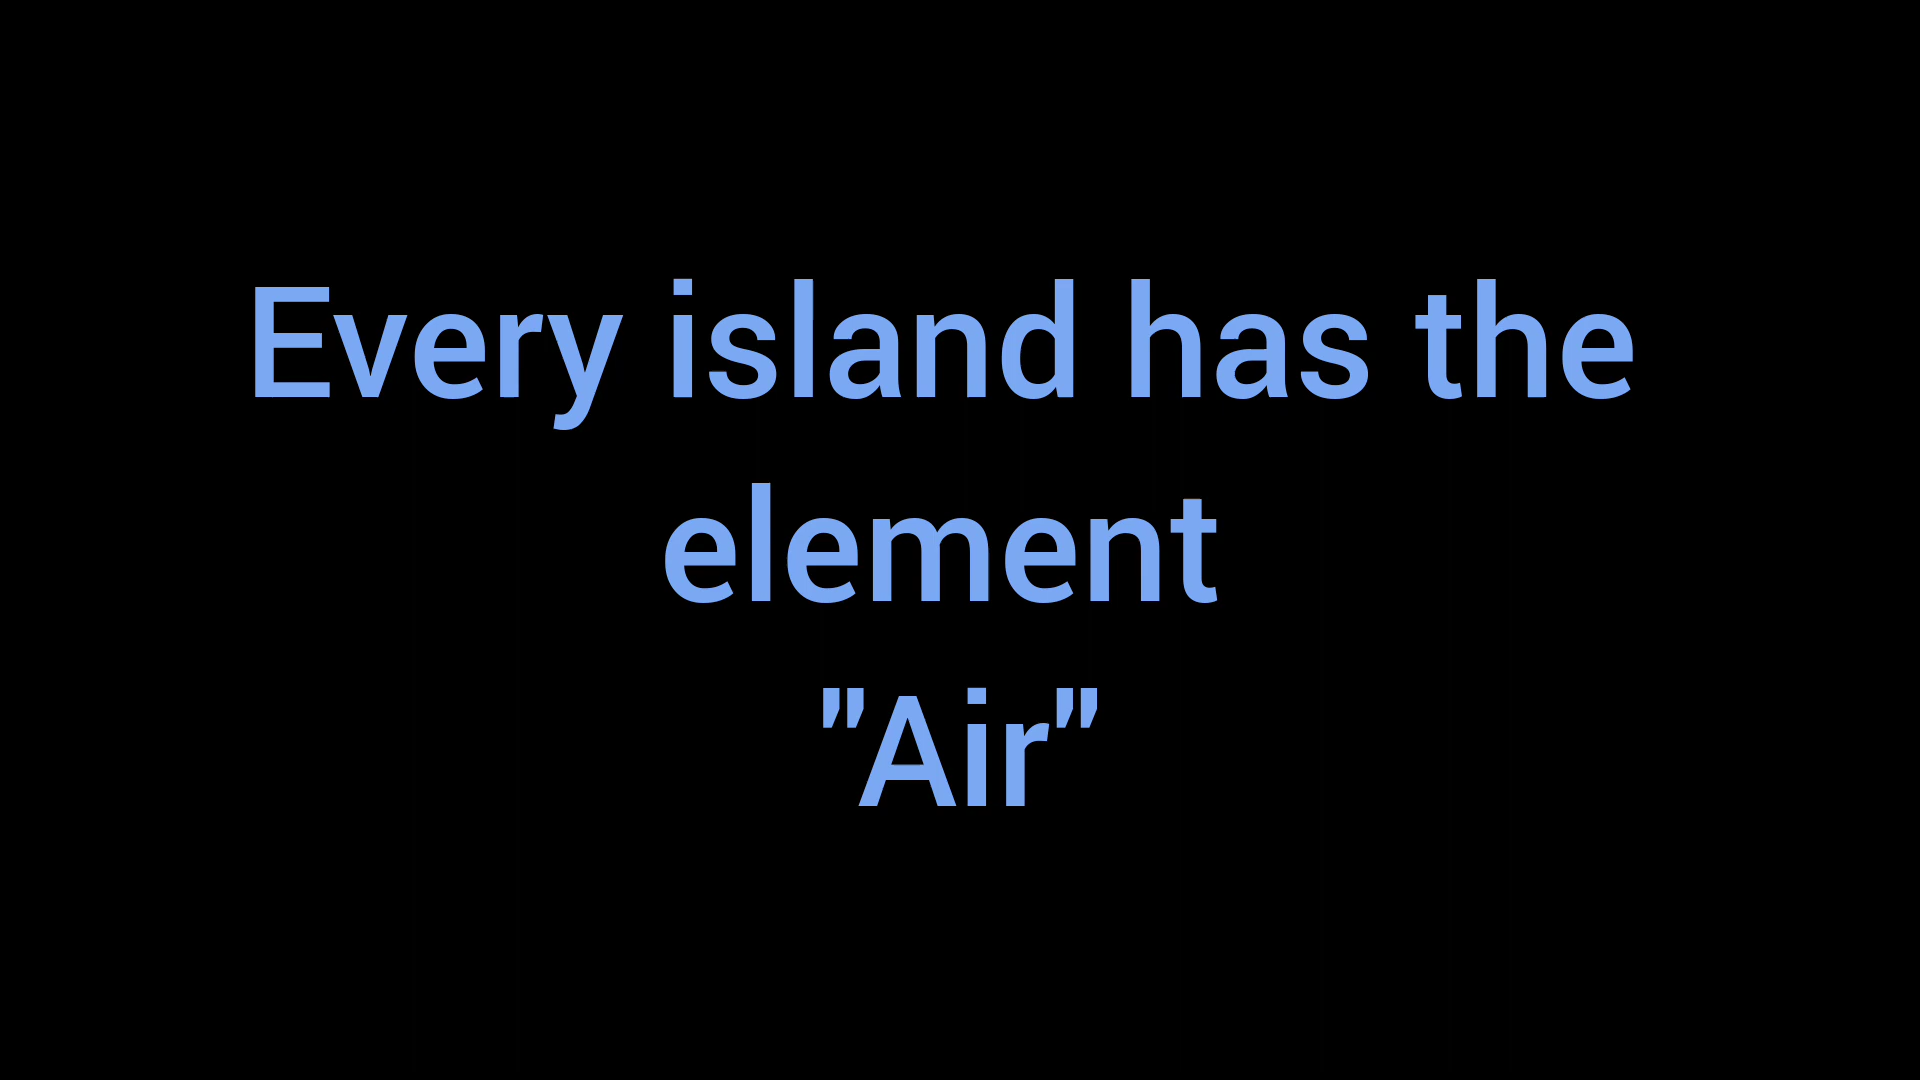 Every island has the
element
"Air"